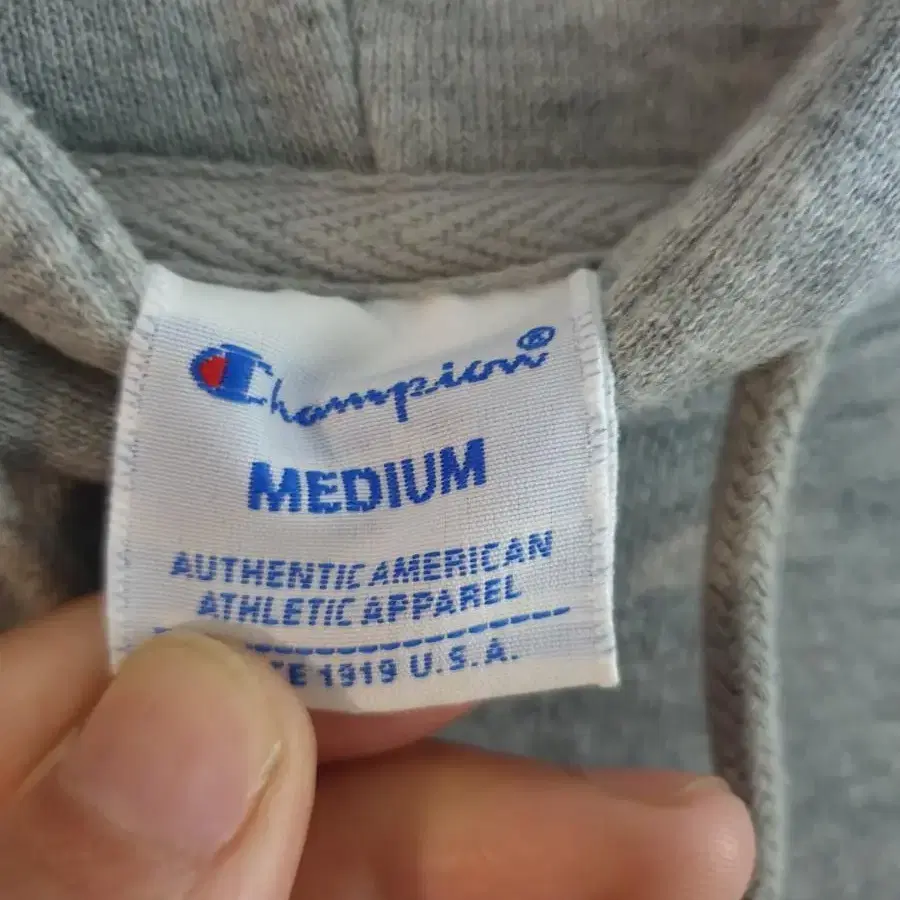 Champion®
MEDIUM
AUTHENTIC AMERICAN
ATHLETIC APPAREL
1919 U.S.A.